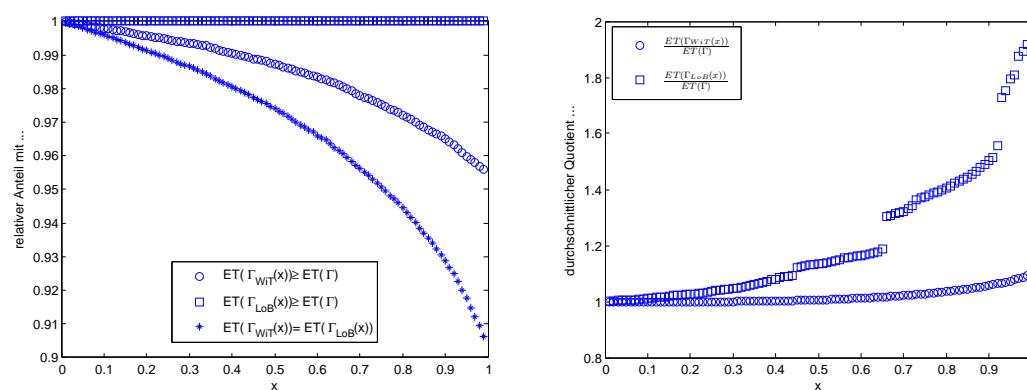 relativer Anteil mit ...
1
0.99
0.98
0.97
0.96
0.95
0.94
0.93
0.92
0.91
0.9
0 0.1 0.2 0.3 0.4 0.5 0.6 0.7 0.8 0.9 1
x
ET( Γ_WiT(x))≥ ET(Γ)
ET( Γ_LoB(x))≥ ET(Γ)
ET( Γ_WiT(x))= ET( Γ_LoB(x))
durchschnittlicher Quotient ...
2
1.8
1.6
1.4
1.2
1
0.8
0 0.1 0.2 0.3 0.4 0.5 0.6 0.7 0.8 0.9
x
ET(Γ_WiT(x))
ET(Γ)
ET(Γ_LoB(x))
ET(Γ)